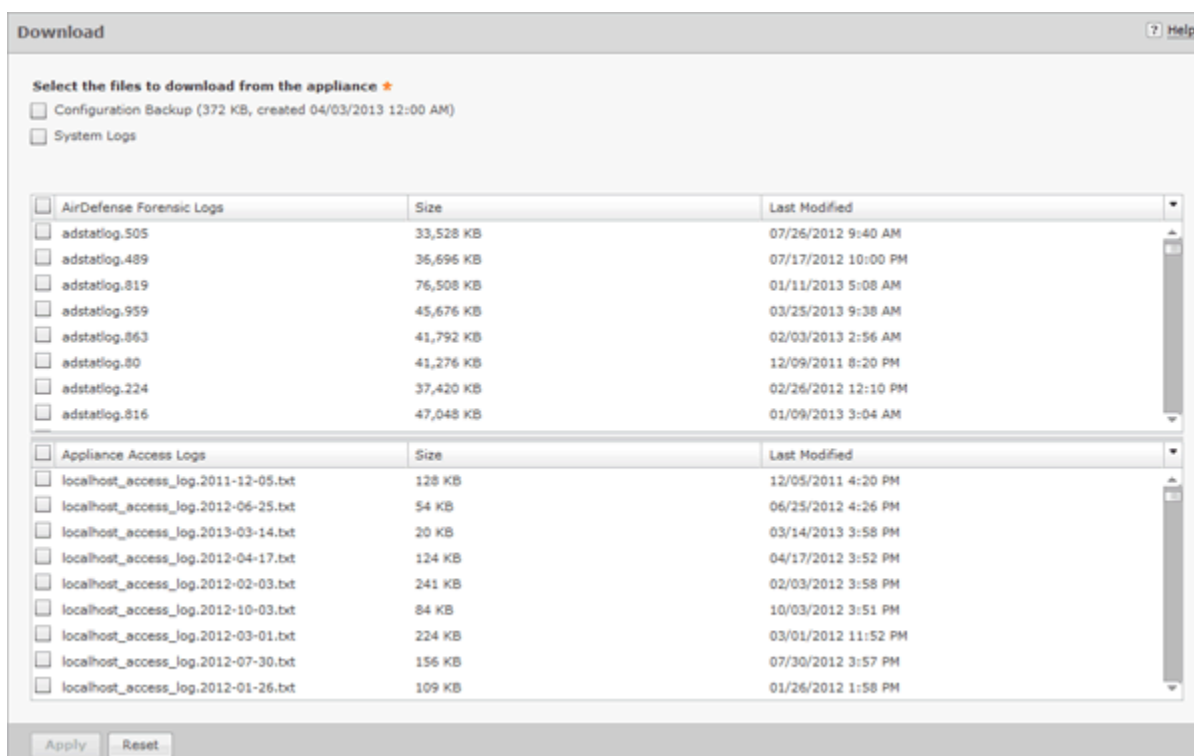 Download ? Help
Select the files to download from the appliance *
Configuration Backup (372 KB, created 04/03/2013 12:00 AM)
System Logs
AirDefense Forensic Logs Size Last Modified
adstatlog.505 33,528 KB 07/26/2012 9:40 AM
adstatlog.489 36,696 KB 07/17/2012 10:00 PM
adstatlog.819 76,508 KB 01/11/2013 5:08 AM
adstatlog.959 45,676 KB 03/25/2013 9:38 AM
adstatlog.863 41,792 KB 02/03/2013 2:56 AM
adstatlog.80 41,276 KB 12/09/2011 8:20 PM
adstatlog.224 37,420 KB 02/26/2012 12:10 PM
adstatlog.816 47,048 KB 01/09/2013 3:04 AM
Appliance Access Logs Size Last Modified
localhost_access_log.2011-12-05.txt 128 KB 12/05/2011 4:20 PM
localhost_access_log.2012-06-25.txt 54 KB 06/25/2012 4:26 PM
localhost_access_log.2013-03-14.txt 20 KB 03/14/2013 3:58 PM
localhost_access_log.2012-04-17.txt 124 KB 04/17/2012 3:52 PM
localhost_access_log.2012-02-03.txt 241 KB 02/03/2012 3:58 PM
localhost_access_log.2012-10-03.txt 84 KB 10/03/2012 3:51 PM
localhost_access_log.2012-03-01.txt 224 KB 03/01/2012 11:52 PM
localhost_access_log.2012-07-30.txt 156 KB 07/30/2012 3:57 PM
localhost_access_log.2012-01-26.txt 109 KB 01/26/2012 1:58 PM
Apply Reset